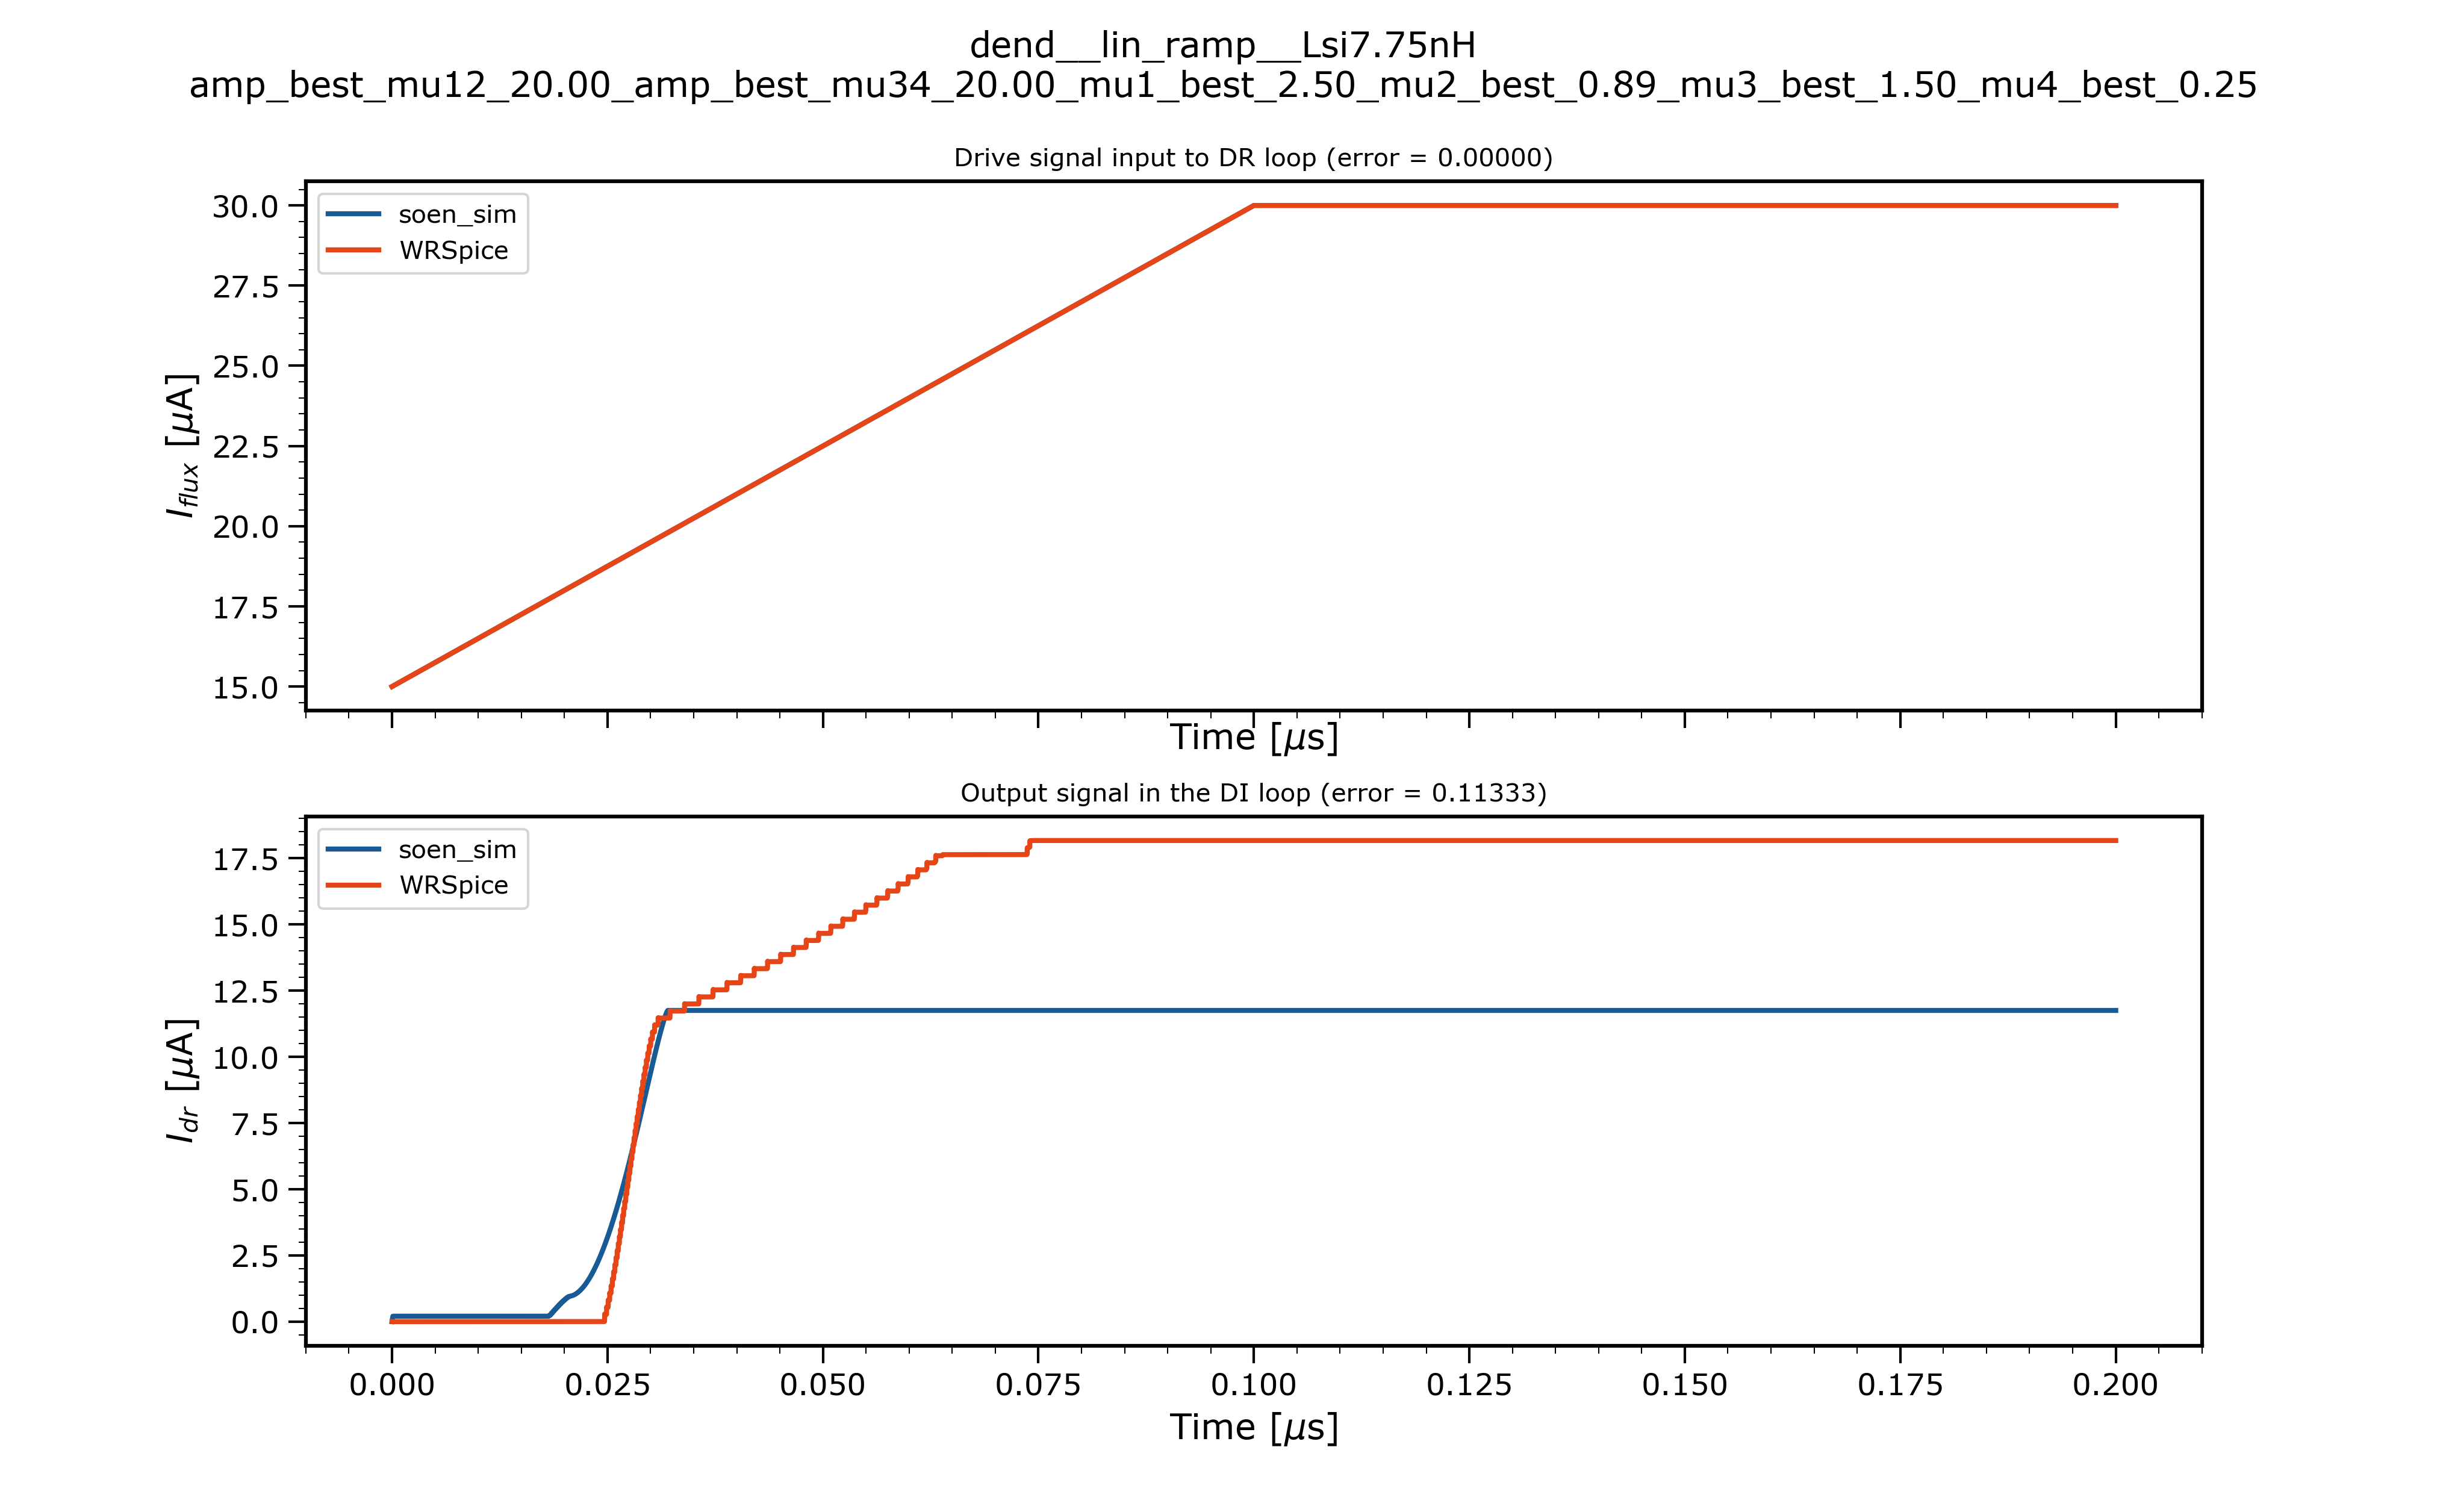 dend__lin_ramp__Lsi7.75nH
amp_best_mu12_20.00_amp_best_mu34_20.00_mu1_best_2.50_mu2_best_0.89_mu3_best_1.50_mu4_best_0.25
Drive signal input to DR loop (error = 0.00000)
soen_sim
WRSpice
30.0
27.5
25.0
22.5
20.0
17.5
15.0
I_flux [μA]
Time [μs]
Output signal in the DI loop (error = 0.11333)
soen_sim
WRSpice
17.5
15.0
12.5
10.0
7.5
5.0
2.5
0.0
I_dr [μA]
0.000 0.025 0.050 0.075 0.100 0.125 0.150 0.175 0.200
Time [μs]